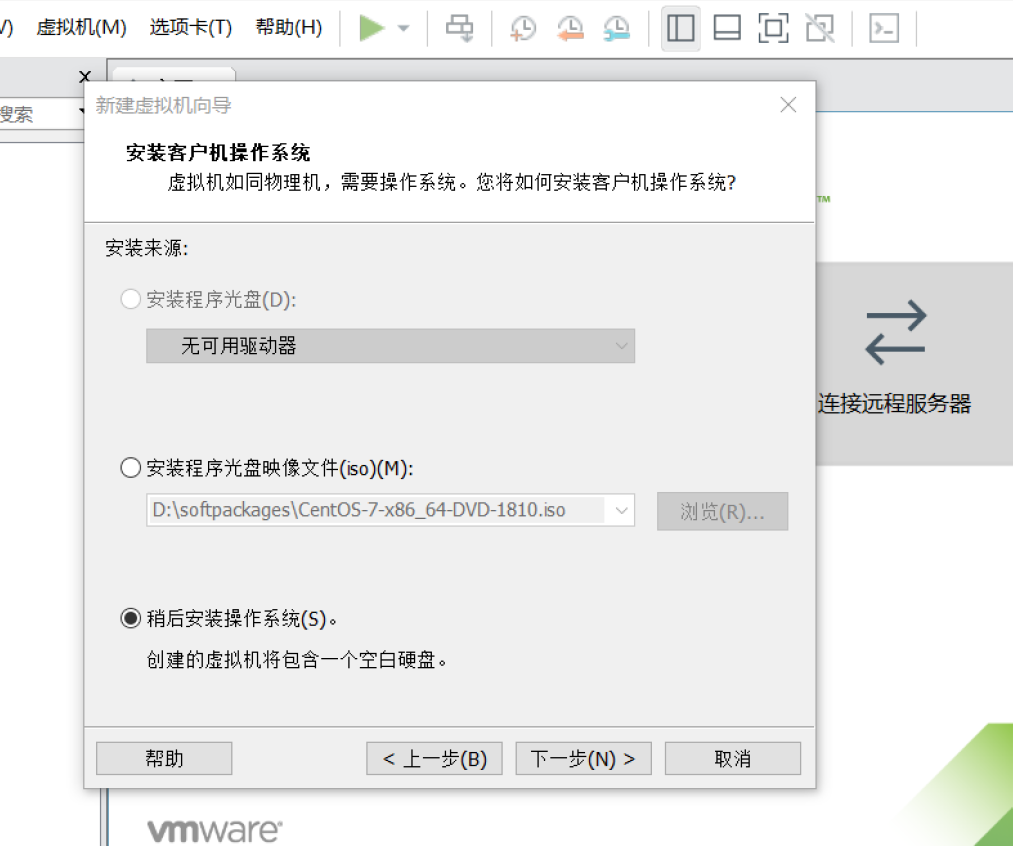 虚拟机(M) 选项卡(T) 帮助(H)
搜索
新建虚拟机向导
安装客户机操作系统
虚拟机如同物理机，需要操作系统。您将如何安装客户机操作系统?
TM
安装来源:
安装程序光盘(D):
无可用驱动器
连接远程服务器
安装程序光盘映像文件(iso)(M):
D:\softpackages\CentOS-7-x86_64-DVD-1810.iso
浏览(R)...
稍后安装操作系统(S)。
创建的虚拟机将包含一个空白硬盘。
帮助 < 上一步(B) 下一步(N) > 取消
vmware